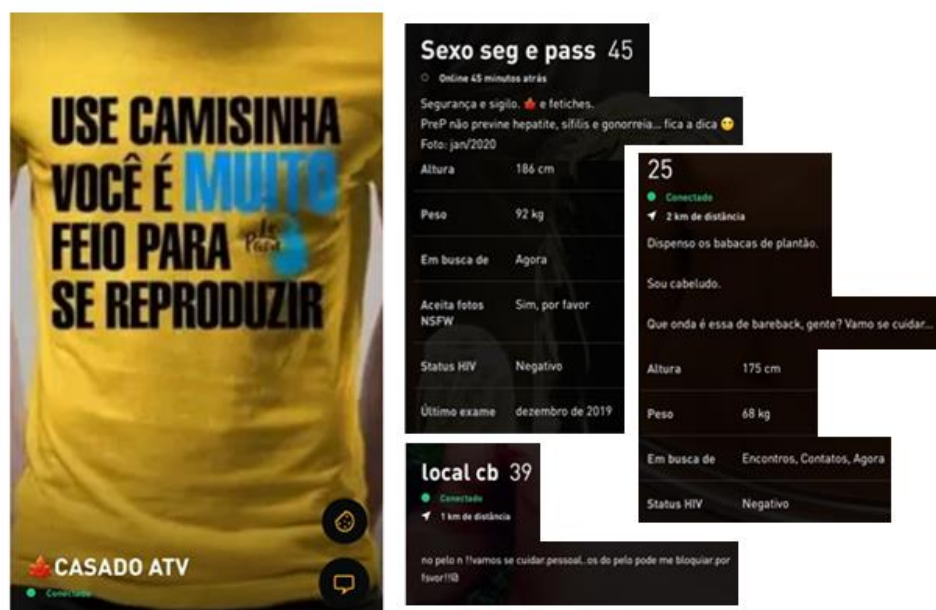 USE CAMISINHA
VOCÊ É MUITO
FEIO PARA
SE REPRODUZIR
CASADO ATV
Conectado
Sexo seg e pass 45
Online 45 minutos atrás
Segurança e sigilo. 🍁 e fetiches.
PreP não previne hepatite, sífilis e gonorreia... fica a dica 😶
Foto: jan/2020
Altura 186 cm
Peso 92 kg
Em busca de Agora
Aceita fotos NSFW Sim, por favor
Status HIV Negativo
Último exame dezembro de 2019
25
Conectado
2 km de distância
Dispenso os babacas de plantão.
Sou cabeludo.
Que onda é essa de bareback, gente? Vamo se cuidar...
Altura 175 cm
Peso 68 kg
Em busca de Encontros, Contatos, Agora
Status HIV Negativo
local cb 39
Conectado
1 km de distância
no pelo n !!vamos se cuidar pessoal..os do pelo pode me bloquiar por
fsvor!!